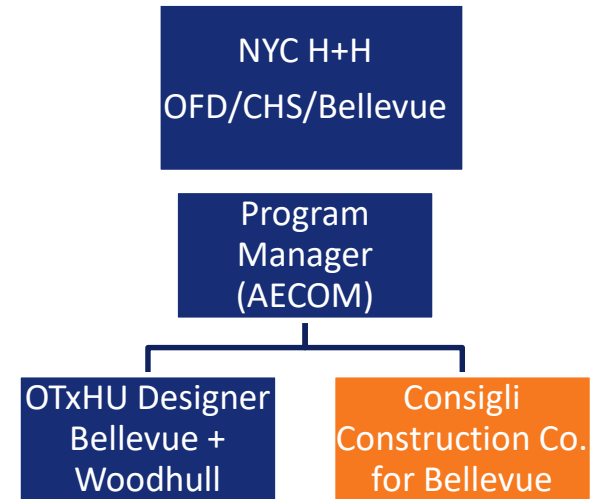 NYC H+H
OFD/CHS/Bellevue
Program
Manager
(AECOM)
OTxHU Designer
Bellevue +
Woodhull
Consigli
Construction Co.
for Bellevue